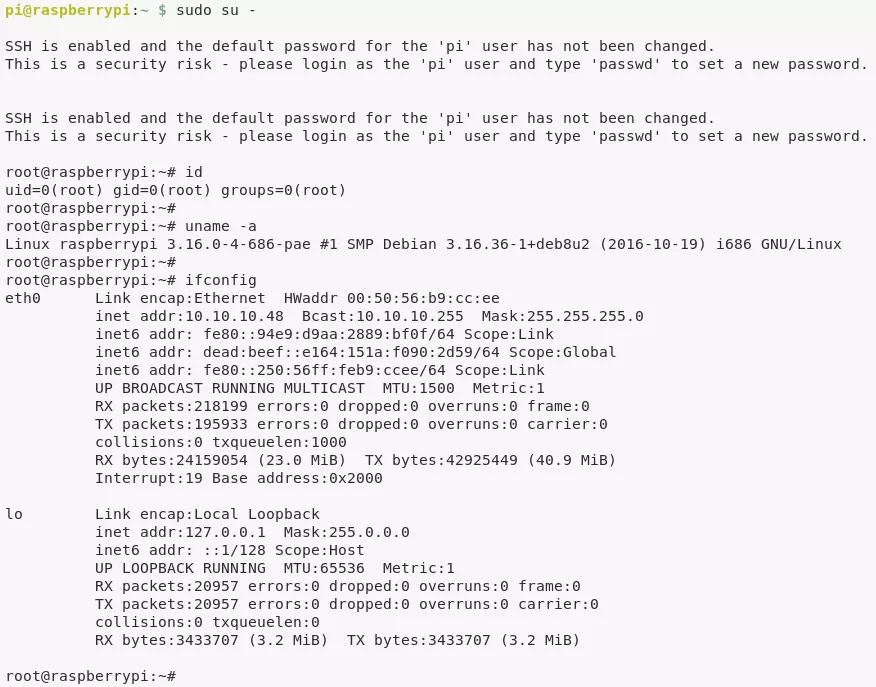 pi@raspberrypi:~ $ sudo su -
SSH is enabled and the default password for the 'pi' user has not been changed.
This is a security risk - please login as the 'pi' user and type 'passwd' to set a new password.
SSH is enabled and the default password for the 'pi' user has not been changed.
This is a security risk - please login as the 'pi' user and type 'passwd' to set a new password.
root@raspberrypi:~# id
uid=0(root) gid=0(root) groups=0(root)
root@raspberrypi:~#
root@raspberrypi:~# uname -a
Linux raspberrypi 3.16.0-4-686-pae #1 SMP Debian 3.16.36-1+deb8u2 (2016-10-19) i686 GNU/Linux
root@raspberrypi:~#
root@raspberrypi:~# ifconfig
eth0      Link encap:Ethernet  HWaddr 00:50:56:b9:cc:ee
          inet addr:10.10.10.48  Bcast:10.10.10.255  Mask:255.255.255.0
          inet6 addr: fe80::94e9:d9aa:2889:bf0f/64 Scope:Link
          inet6 addr: dead:beef::e164:151a:f090:2d59/64 Scope:Global
          inet6 addr: fe80::250:56ff:feb9:ccee/64 Scope:Link
          UP BROADCAST RUNNING MULTICAST  MTU:1500  Metric:1
          RX packets:218199 errors:0 dropped:0 overruns:0 frame:0
          TX packets:195933 errors:0 dropped:0 overruns:0 carrier:0
          collisions:0 txqueuelen:1000
          RX bytes:24159054 (23.0 MiB)  TX bytes:42925449 (40.9 MiB)
          Interrupt:19 Base address:0x2000
lo        Link encap:Local Loopback
          inet addr:127.0.0.1  Mask:255.0.0.0
          inet6 addr: ::1/128 Scope:Host
          UP LOOPBACK RUNNING  MTU:65536  Metric:1
          RX packets:20957 errors:0 dropped:0 overruns:0 frame:0
          TX packets:20957 errors:0 dropped:0 overruns:0 carrier:0
          collisions:0 txqueuelen:0
          RX bytes:3433707 (3.2 MiB)  TX bytes:3433707 (3.2 MiB)
root@raspberrypi:~#